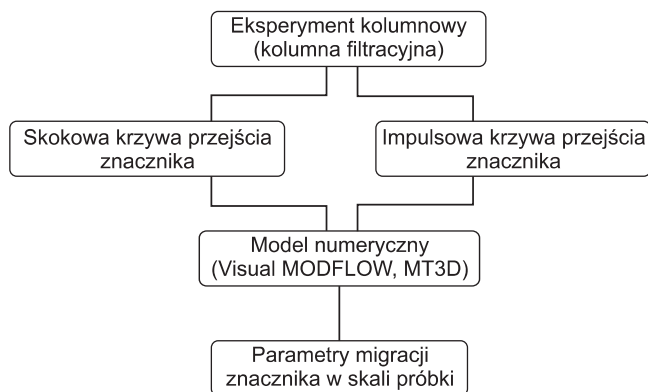 Eksperyment kolumnowy
(kolumna filtracyjna)
Skokowa krzywa przejścia
znacznika
Impulsowa krzywa przejścia
znacznika
Model numeryczny
(Visual MODFLOW, MT3D)
Parametry migracji
znacznika w skali próbki